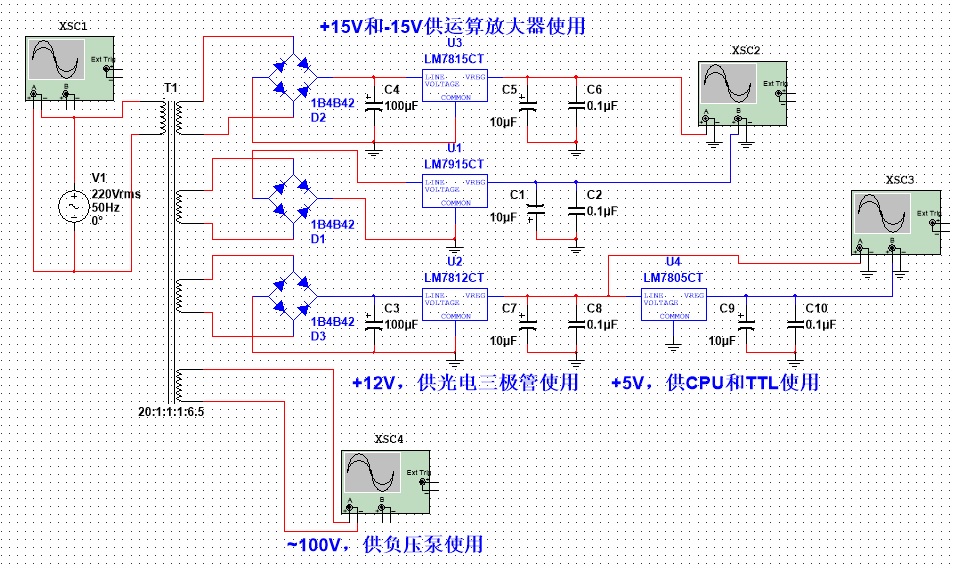 +15V和-15V供运算放大器使用
XSC1
Ext Trig
A
B
T1
U3
LM7815CT
LINE VREG
VOLTAGE
COMMON
1B4B42
D2
C4
100µF
C5
10µF
C6
0.1µF
XSC2
Ext Trig
A
B
V1
220Vrms
50Hz
0°
U1
LM7915CT
LINE VREG
VOLTAGE
COMMON
1B4B42
D1
C1
10µF
C2
0.1µF
XSC3
Ext Trig
A
B
U2
LM7812CT
LINE VREG
VOLTAGE
COMMON
1B4B42
D3
C3
100µF
C7
10µF
C8
0.1µF
U4
LM7805CT
LINE VREG
VOLTAGE
COMMON
C9
10µF
C10
0.1µF
+12V，供光电三极管使用
+5V，供CPU和TTL使用
20:1:1:1:6.5
XSC4
Ext Trig
A
B
~100V，供负压泵使用